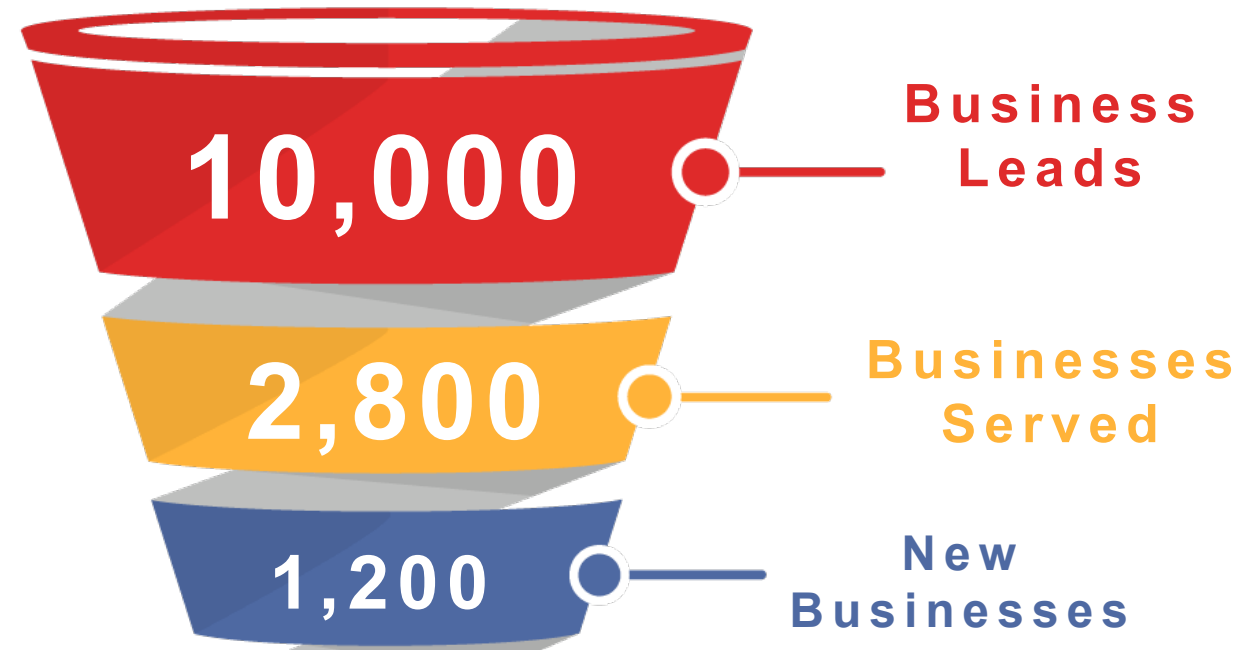 10,000
Business
Leads
2,800
Businesses
Served
1,200
New
Businesses